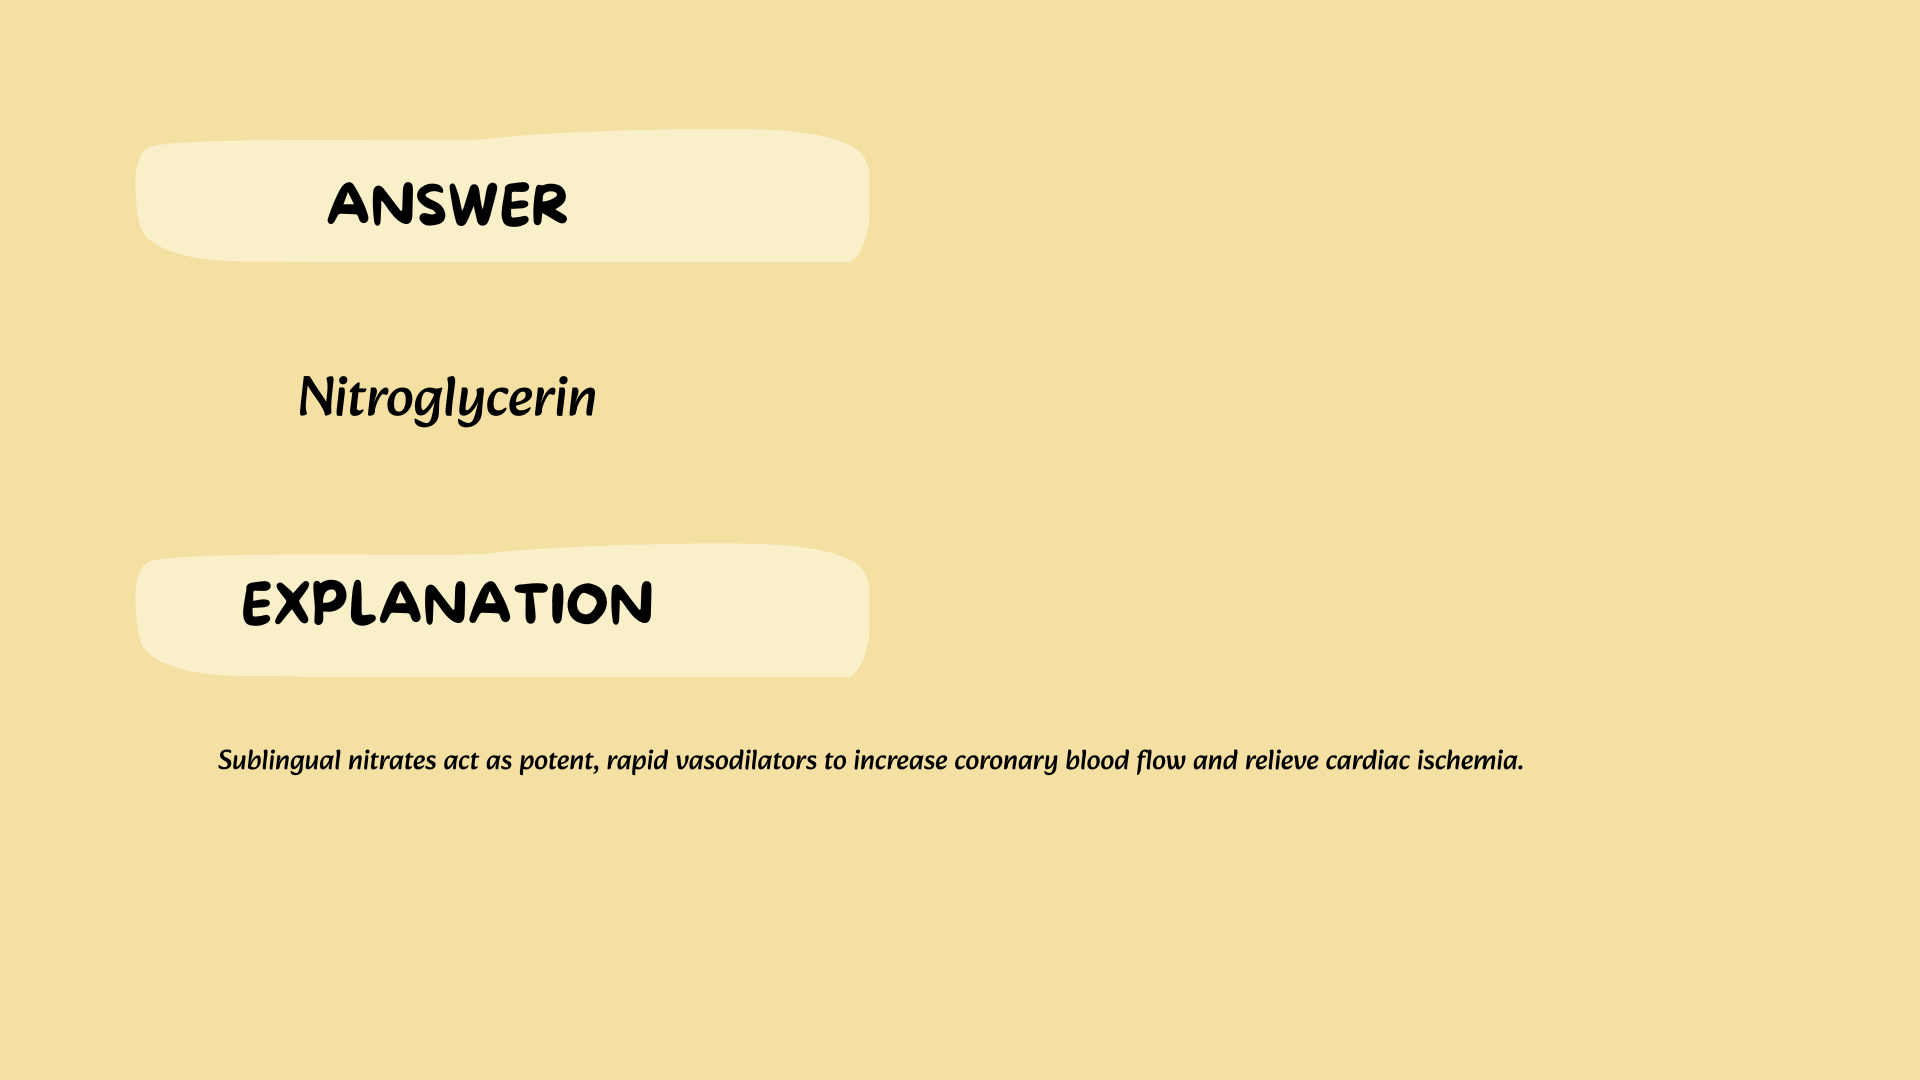 ANSWER
Nitroglycerin
EXPLANATION
Sublingual nitrates act as potent, rapid vasodilators to increase coronary blood flow and relieve cardiac ischemia.